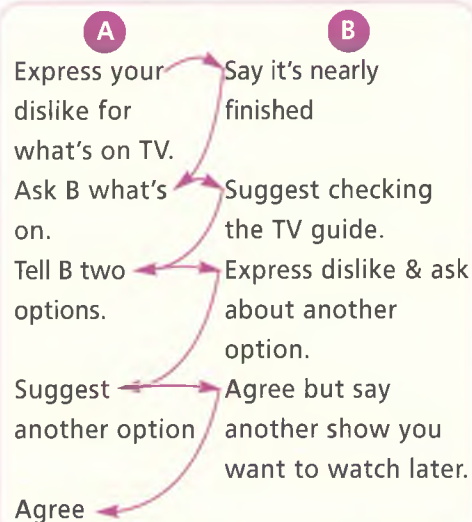 A
B
Express your
dislike for
what's on TV.
Say it's nearly
finished
Ask B what's
on.
Suggest checking
the TV guide.
Tell B two
options.
Express dislike & ask
about another
option.
Suggest
another option
Agree but say
another show you
want to watch later.
Agree